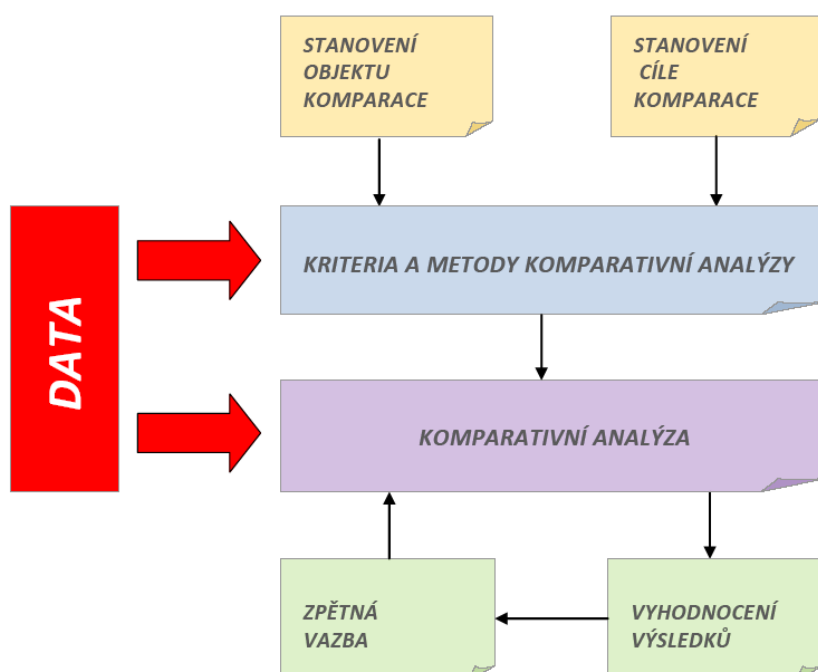 STANOVENÍ
OBJEKTU
KOMPARACE
STANOVENÍ
CÍLE
KOMPARACE
DATA
KRITERIA A METODY KOMPARATIVNÍ ANALÝZY
KOMPARATIVNÍ ANALÝZA
ZPĚTNÁ
VAZBA
VYHODNOCENÍ
VÝSLEDKŮ